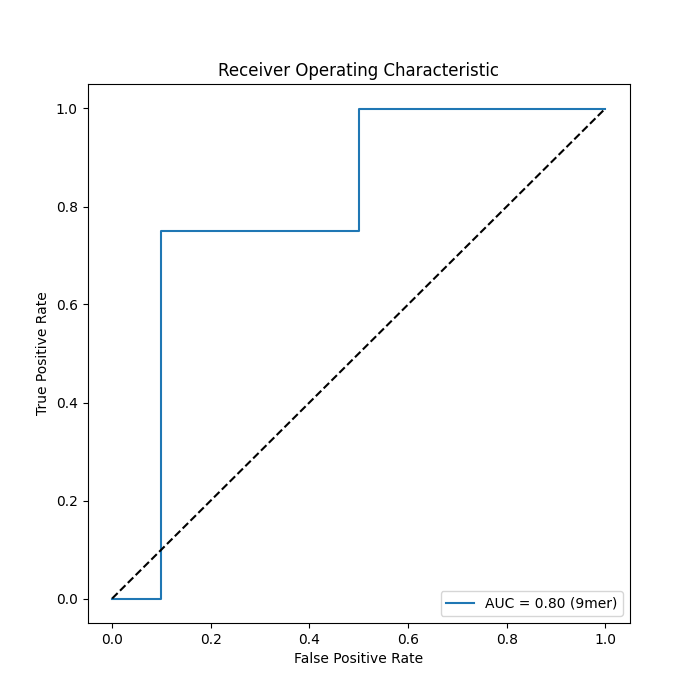 Receiver Operating Characteristic
1.0
0.8
0.6
0.4
0.2
0.0
True Positive Rate
AUC = 0.80 (9mer)
0.0 0.2 0.4 0.6 0.8 1.0
False Positive Rate